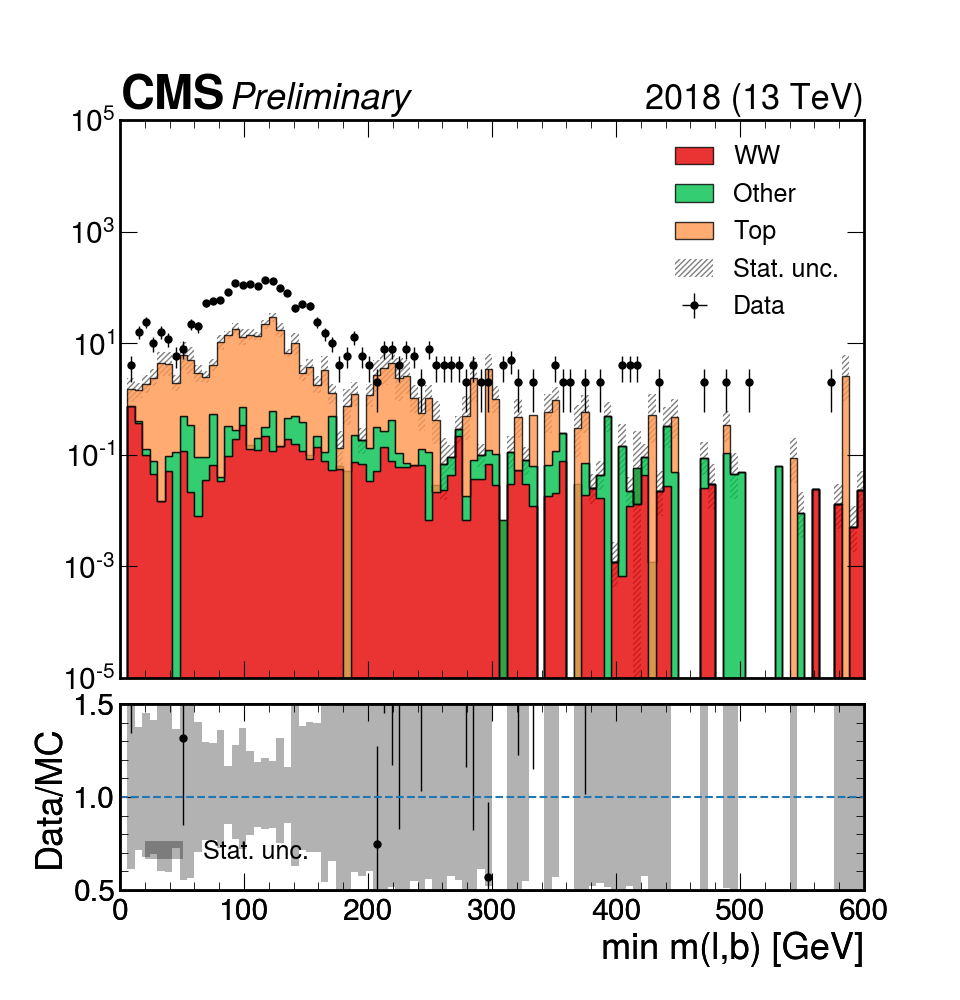 CMS Preliminary 2018 (13 TeV)
10^5
10^3
10^1
10^-1
10^-3
10^-5
WW
Other
Top
Stat. unc.
Data
1.5
1.0
0.5
Data/MC
Stat. unc.
0 100 200 300 400 500 600
min m(l,b) [GeV]